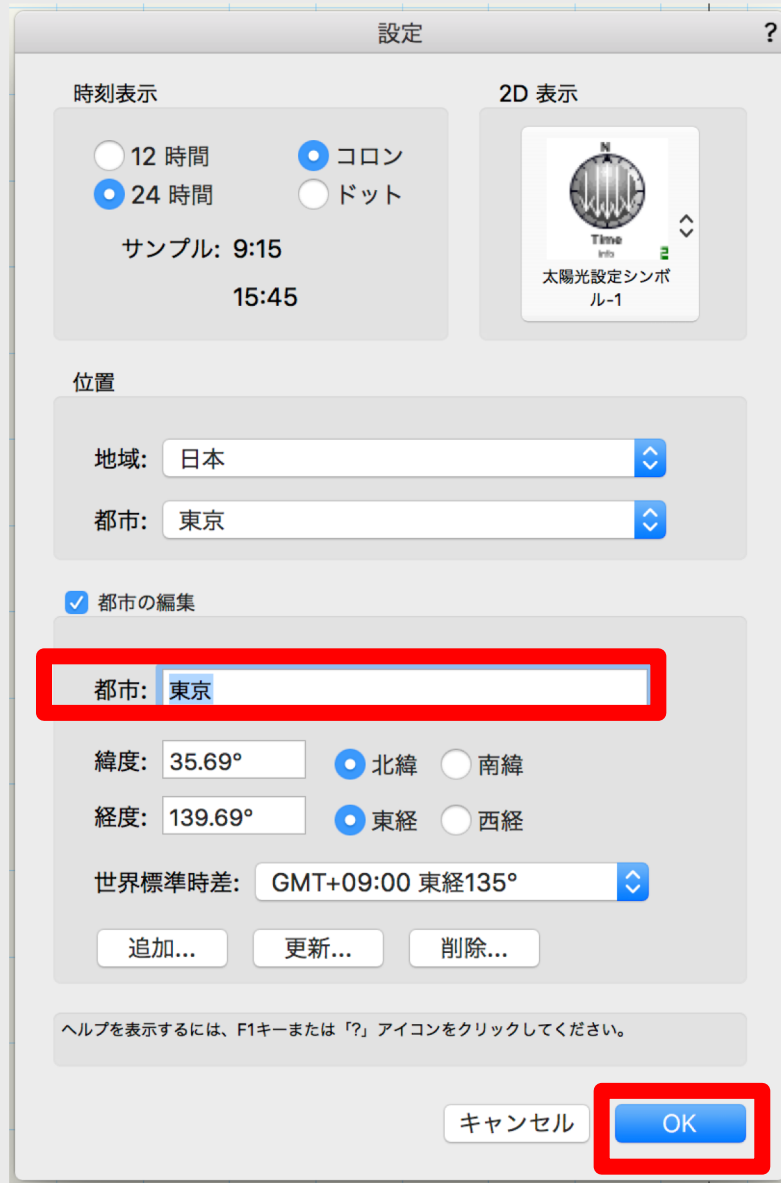 設定
?
時刻表示
2D 表示
12 時間
コロン
24 時間
ドット
サンプル: 9:15
15:45
N
Time
Info
2
太陽光設定シンボ
ル-1
位置
地域: 日本
都市: 東京
都市の編集
都市: 東京
緯度: 35.69° 北緯 南緯
経度: 139.69° 東経 西経
世界標準時差: GMT+09:00 東経135°
追加... 更新... 削除...
ヘルプを表示するには、F1キーまたは「?」アイコンをクリックしてください。
キャンセル OK